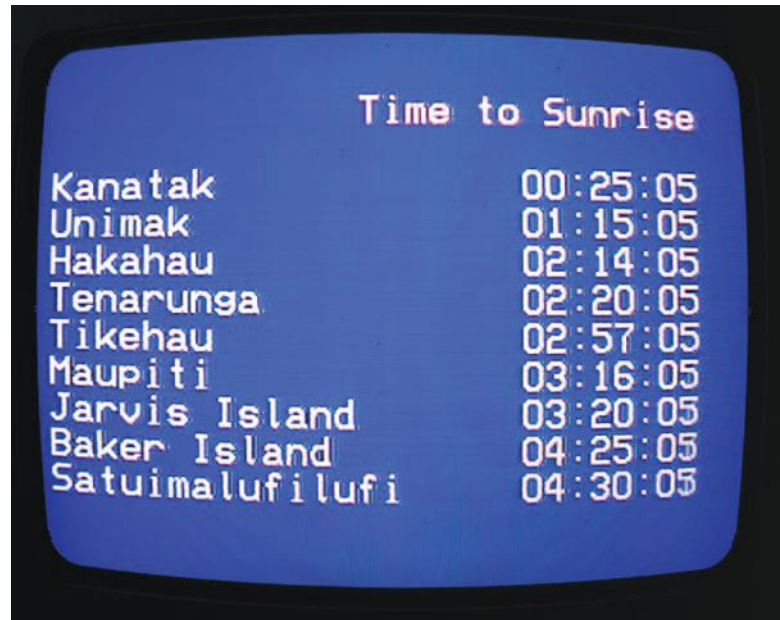 Time to Sunrise
Kanatak 00:25:05
Unimak 01:15:05
Hakahau 02:14:05
Tenarunga 02:20:05
Tikehau 02:57:05
Maupiti 03:16:05
Jarvis Island 03:20:05
Baker Island 04:25:05
Satuimalufilufi 04:30:05